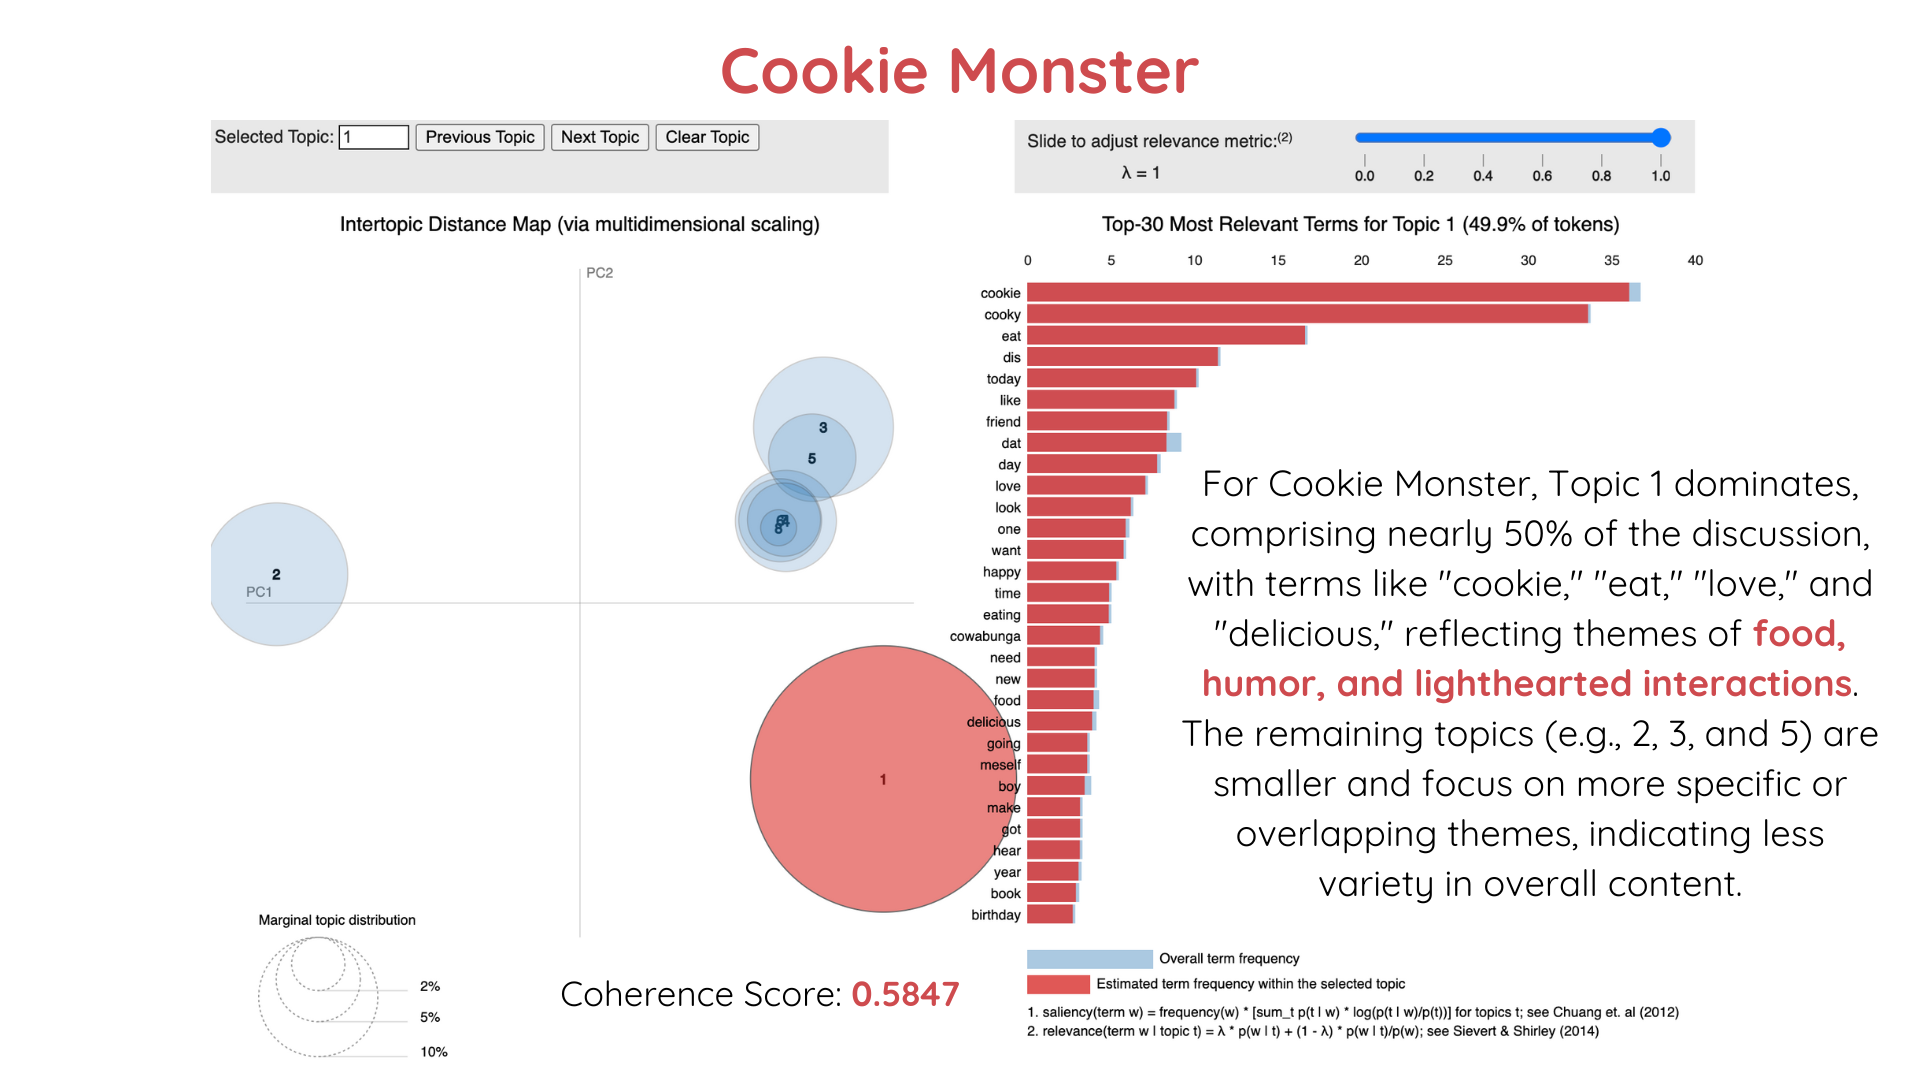 Cookie Monster
Selected Topic: 1 Previous Topic Next Topic Clear Topic
Slide to adjust relevance metric:(2)
λ = 1
0.0 0.2 0.4 0.6 0.8 1.0
Intertopic Distance Map (via multidimensional scaling)
PC2
3
5
8
2
PC1
1
Marginal topic distribution
2%
5%
10%
Coherence Score: 0.5847
Top-30 Most Relevant Terms for Topic 1 (49.9% of tokens)
0 5 10 15 20 25 30 35 40
cookie
cooky
eat
dis
today
like
friend
dat
day
love
look
one
want
happy
time
eating
cowabunga
need
new
food
delicious
going
meself
boy
make
got
hear
year
book
birthday
For Cookie Monster, Topic 1 dominates,
comprising nearly 50% of the discussion,
with terms like "cookie," "eat," "love," and
"delicious," reflecting themes of food,
humor, and lighthearted interactions.
The remaining topics (e.g., 2, 3, and 5) are
smaller and focus on more specific or
overlapping themes, indicating less
variety in overall content.
Overall term frequency
Estimated term frequency within the selected topic
1. saliency(term w) = frequency(w) * [sum_t p(t | w) * log(p(t | w)/p(t))] for topics t; see Chuang et. al (2012)
2. relevance(term w | topic t) = λ * p(w | t) + (1 - λ) * p(w | t)/p(w); see Sievert & Shirley (2014)